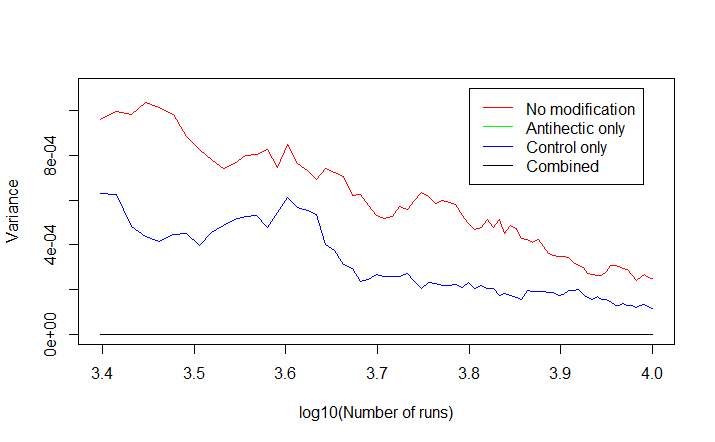 No modification
Antihectic only
Control only
Combined
Variance
8e-04
4e-04
0e+00
3.4 3.5 3.6 3.7 3.8 3.9 4.0
log10(Number of runs)